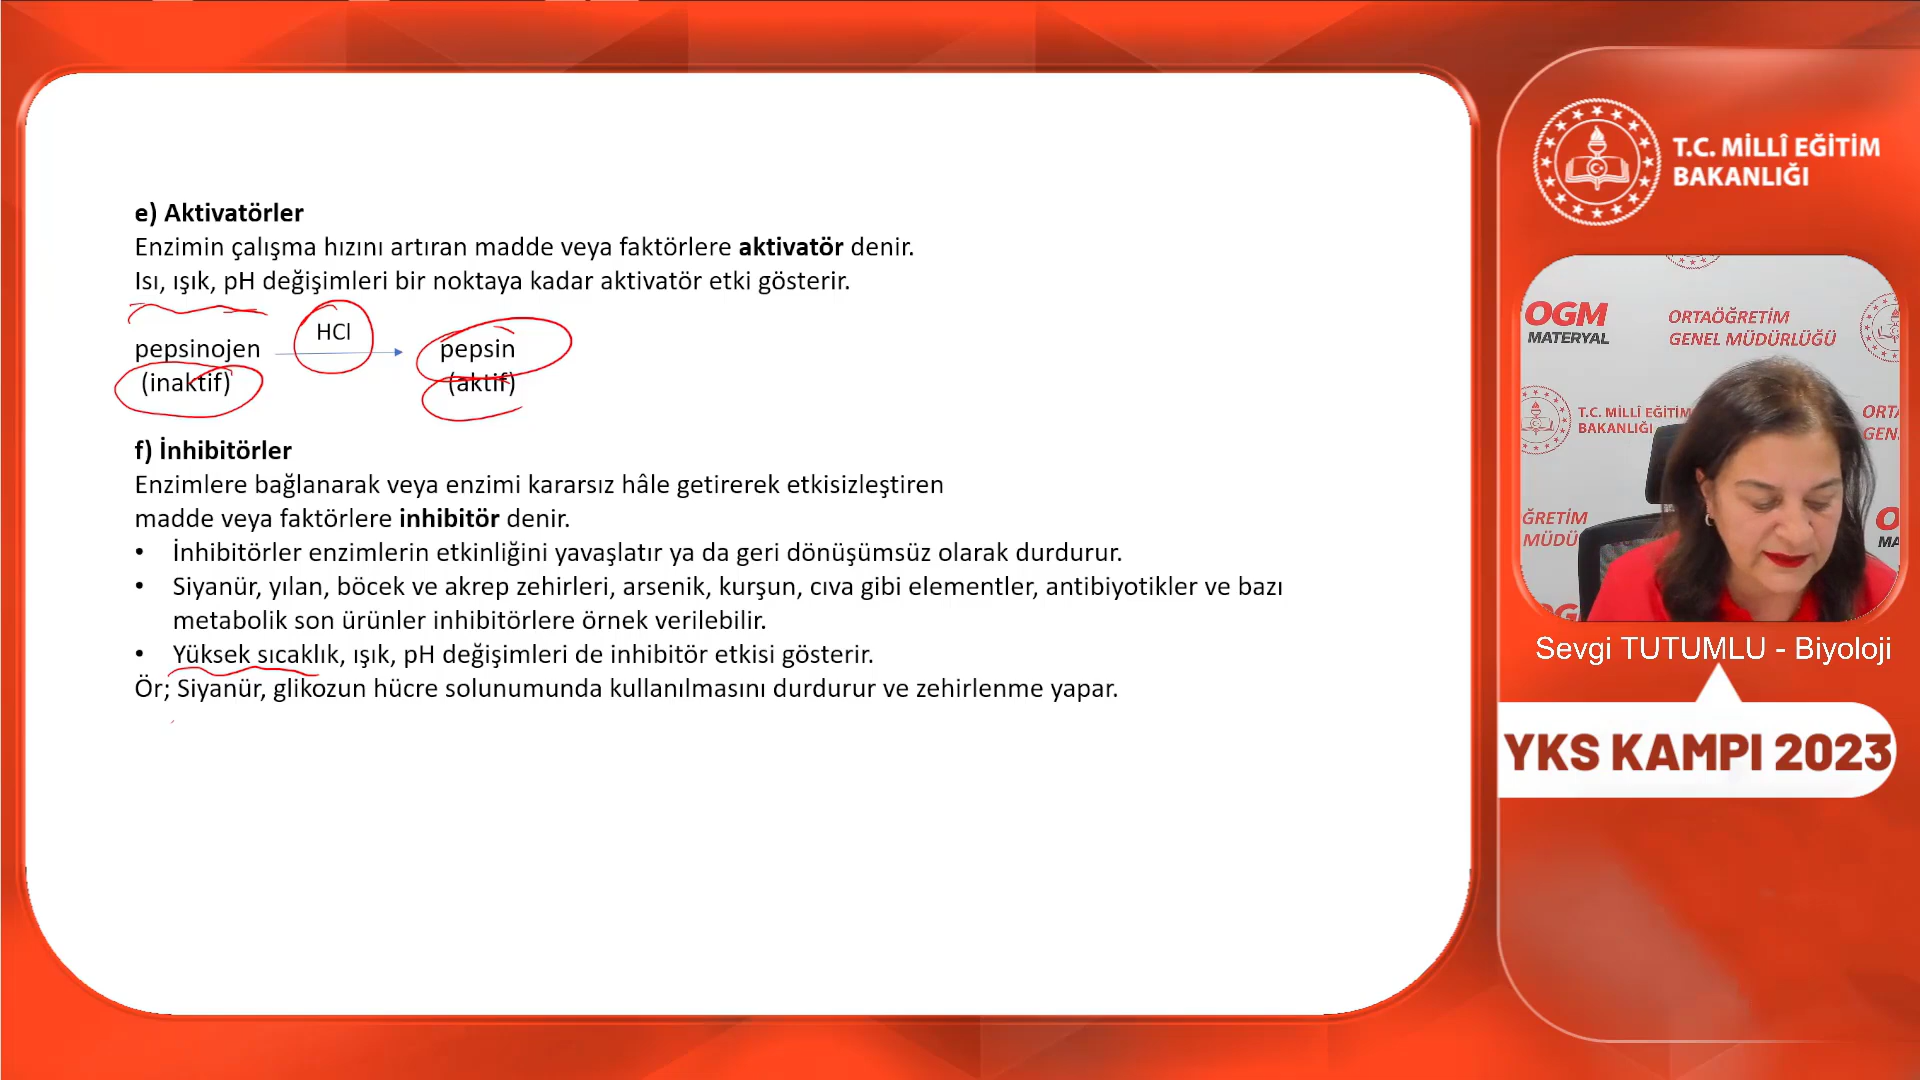 e) Aktivatörler
Enzimin çalışma hızını artıran madde veya faktörlere aktivatör denir.
Isı, ışık, pH değişimleri bir noktaya kadar aktivatör etki gösterir.
HCl
pepsinojen
pepsin
(inaktif)
(aktif)
f) İnhibitörler
Enzimlere bağlanarak veya enzimi kararsız hâle getirerek etkisizleştiren
madde veya faktörlere inhibitör denir.
• İnhibitörler enzimlerin etkinliğini yavaşlatır ya da geri dönüşümsüz olarak durdurur.
• Siyanür, yılan, böcek ve akrep zehirleri, arsenik, kurşun, cıva gibi elementler, antibiyotikler ve bazı
metabolik son ürünler inhibitörlere örnek verilebilir.
• Yüksek sıcaklık, ışık, pH değişimleri de inhibitör etkisi gösterir.
Ör; Siyanür, glikozun hücre solunumunda kullanılmasını durdurur ve zehirlenme yapar.
T.C. MİLLÎ EĞİTİM
BAKANLIĞI
OGM
MATERYAL
ORTAÖĞRETİM
GENEL MÜDÜRLÜĞÜ
T.C. MİLLÎ EĞİTİM
BAKANLIĞI
ORTA
GEN
ĞRETİM
MÜDÜ
Sevgi TUTUMLU - Biyoloji
YKS KAMPI 2023